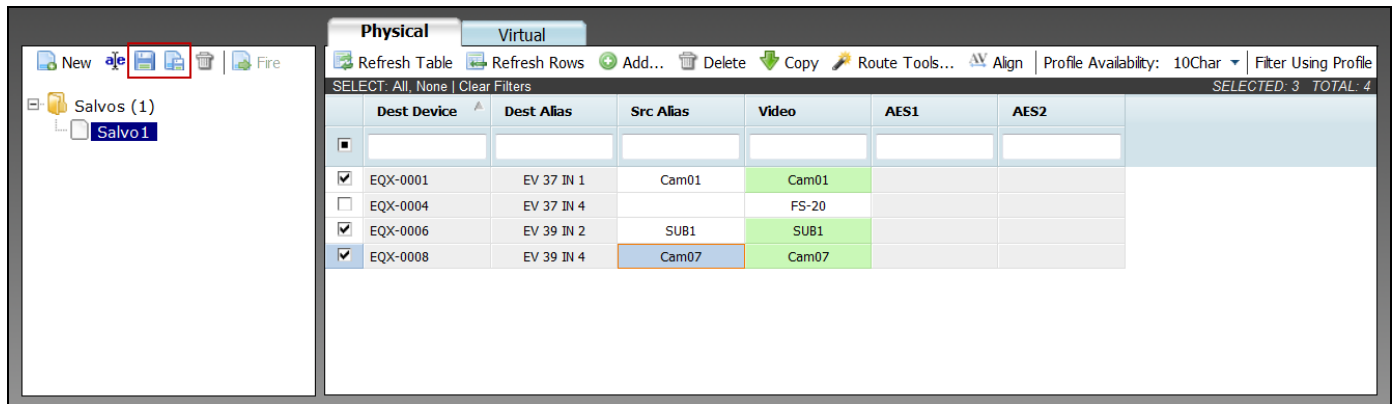 Physical Virtual
New aƒe Fire
Refresh Table Refresh Rows Add... Delete Copy Route Tools... AV Align Profile Availability: 10Char Filter Using Profile
SELECT: All, None | Clear Filters SELECTED: 3 TOTAL: 4
Salvos (1)
Salvo1
Dest Device Dest Alias Src Alias Video AES1 AES2
EQX-0001 EV 37 IN 1 Cam01 Cam01
EQX-0004 EV 37 IN 4 FS-20
EQX-0006 EV 39 IN 2 SUB1 SUB1
EQX-0008 EV 39 IN 4 Cam07 Cam07